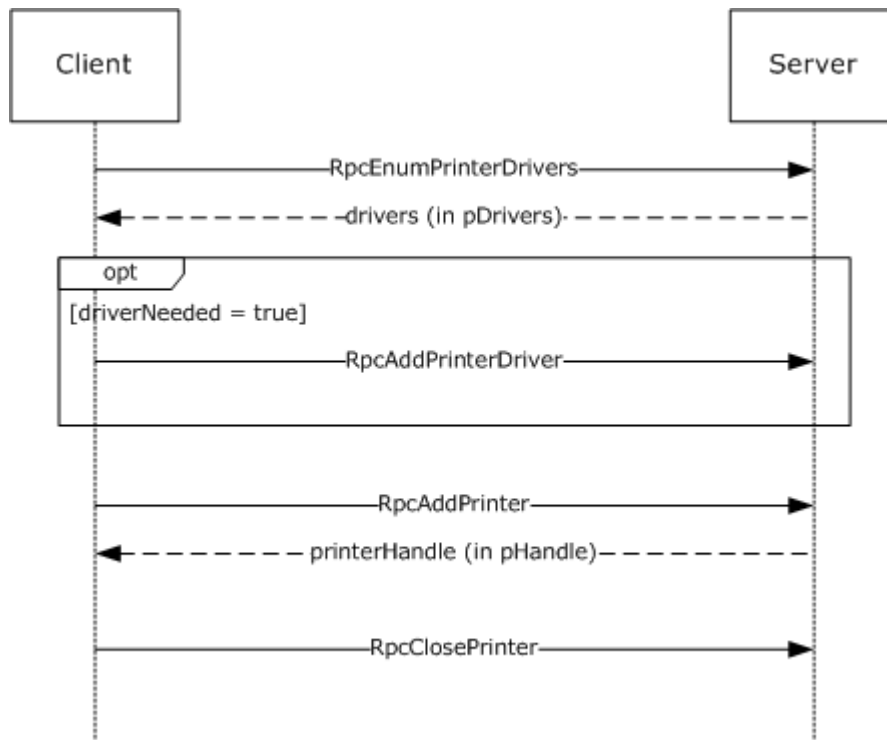 Client
Server
RpcEnumPrinterDrivers
drivers (in pDrivers)
opt
[driverNeeded = true]
RpcAddPrinterDriver
RpcAddPrinter
printerHandle (in pHandle)
RpcClosePrinter